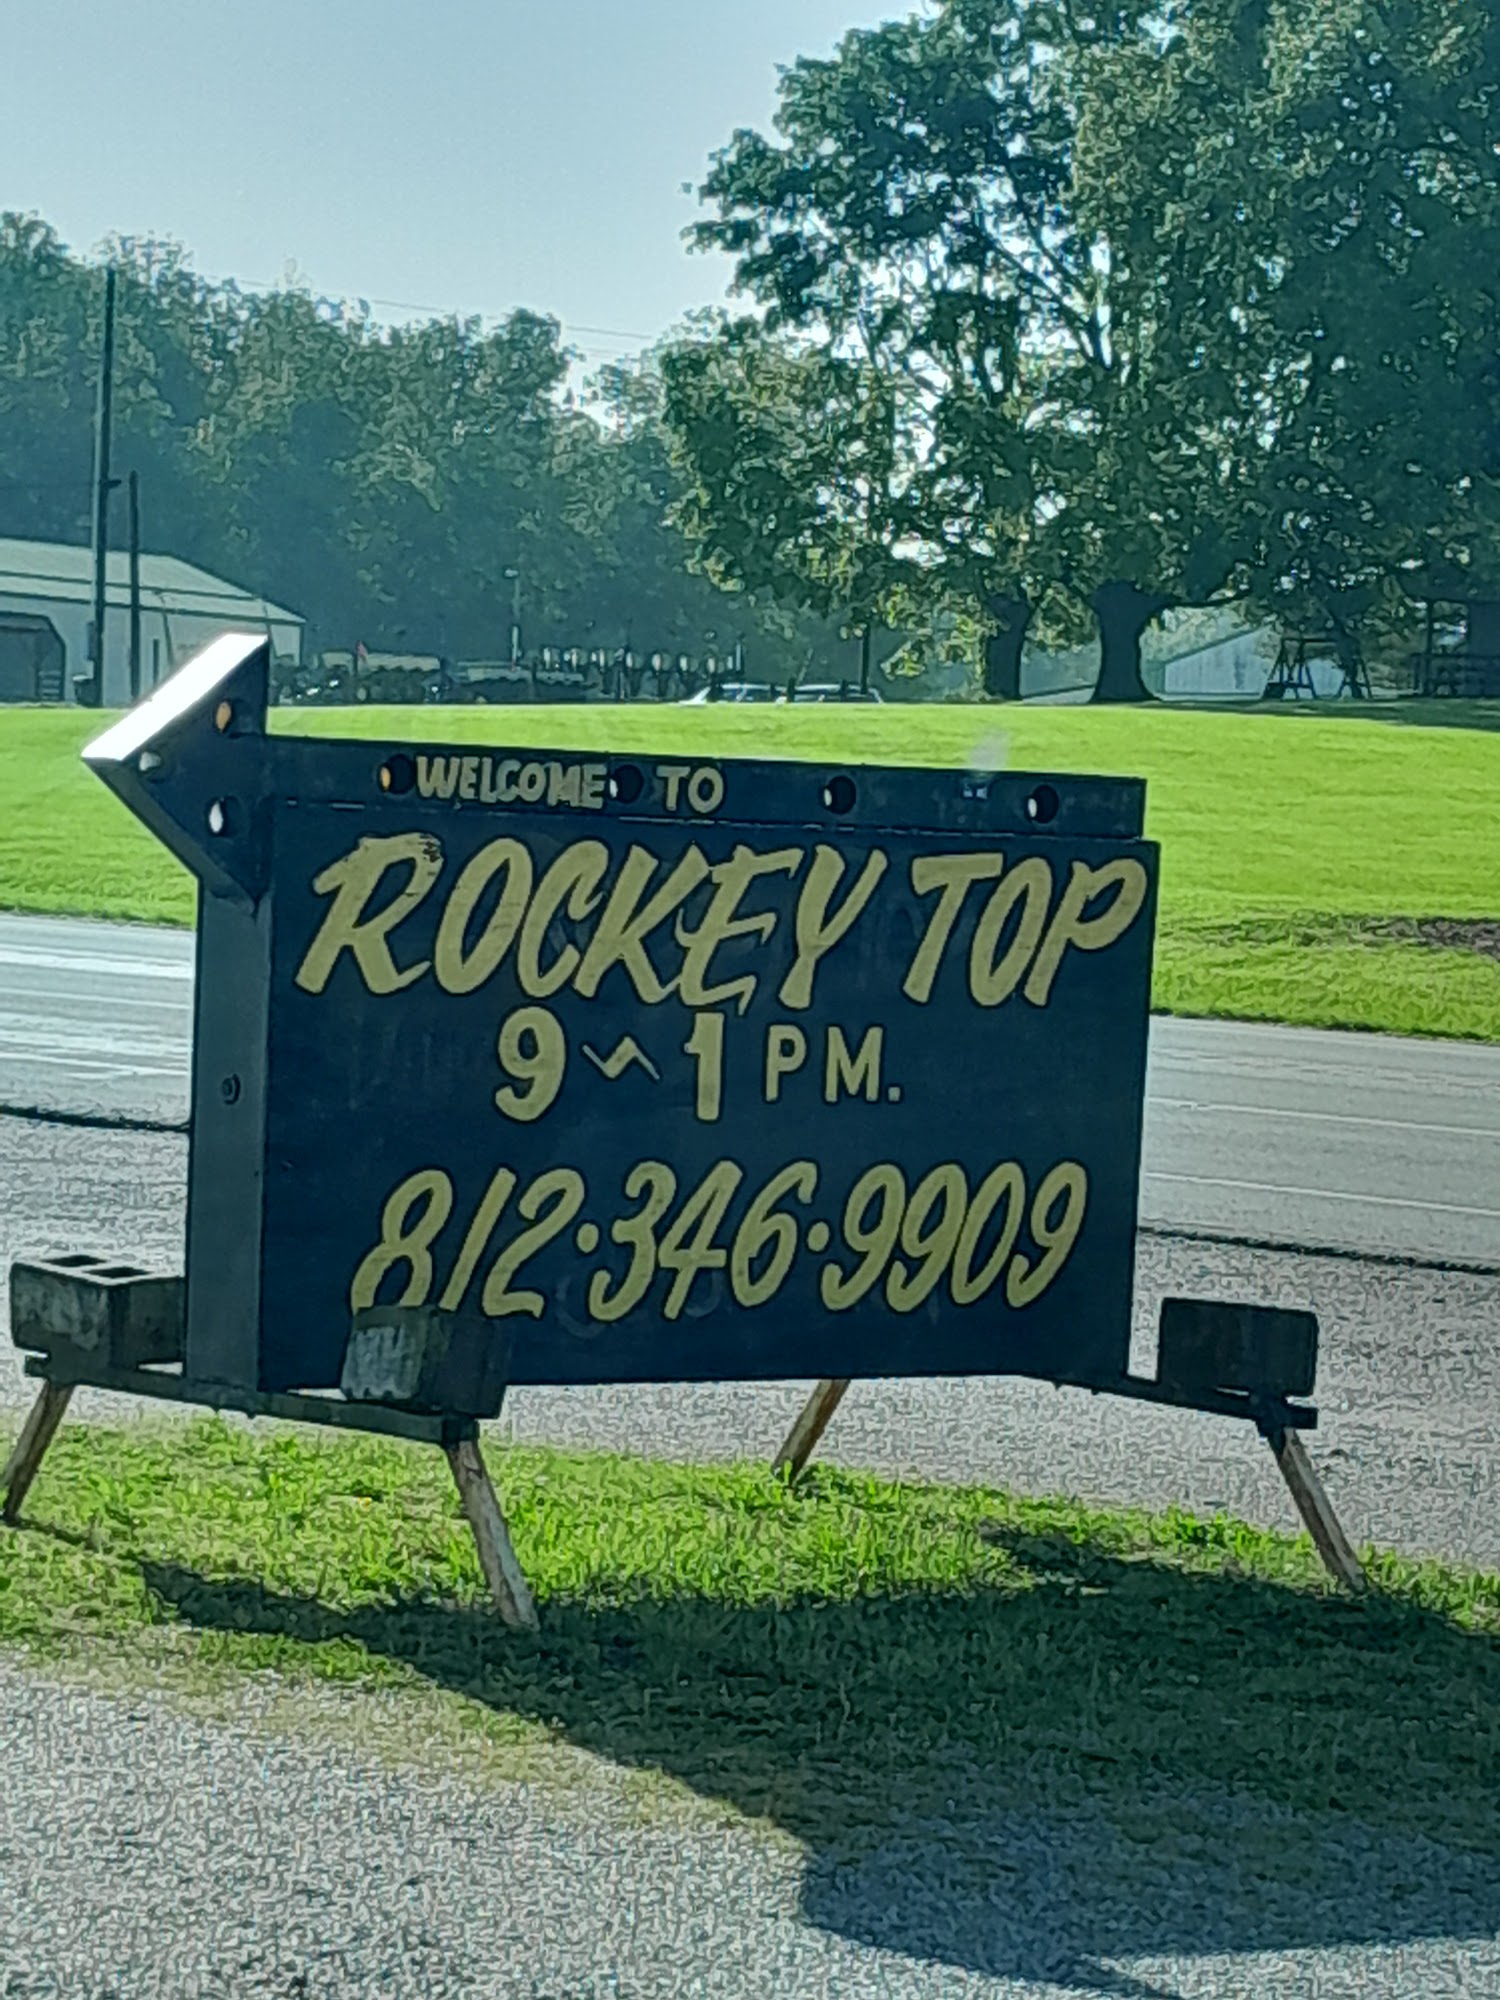 WELCOME TO
ROCKEY TOP
9~1 PM.
812·346·9909